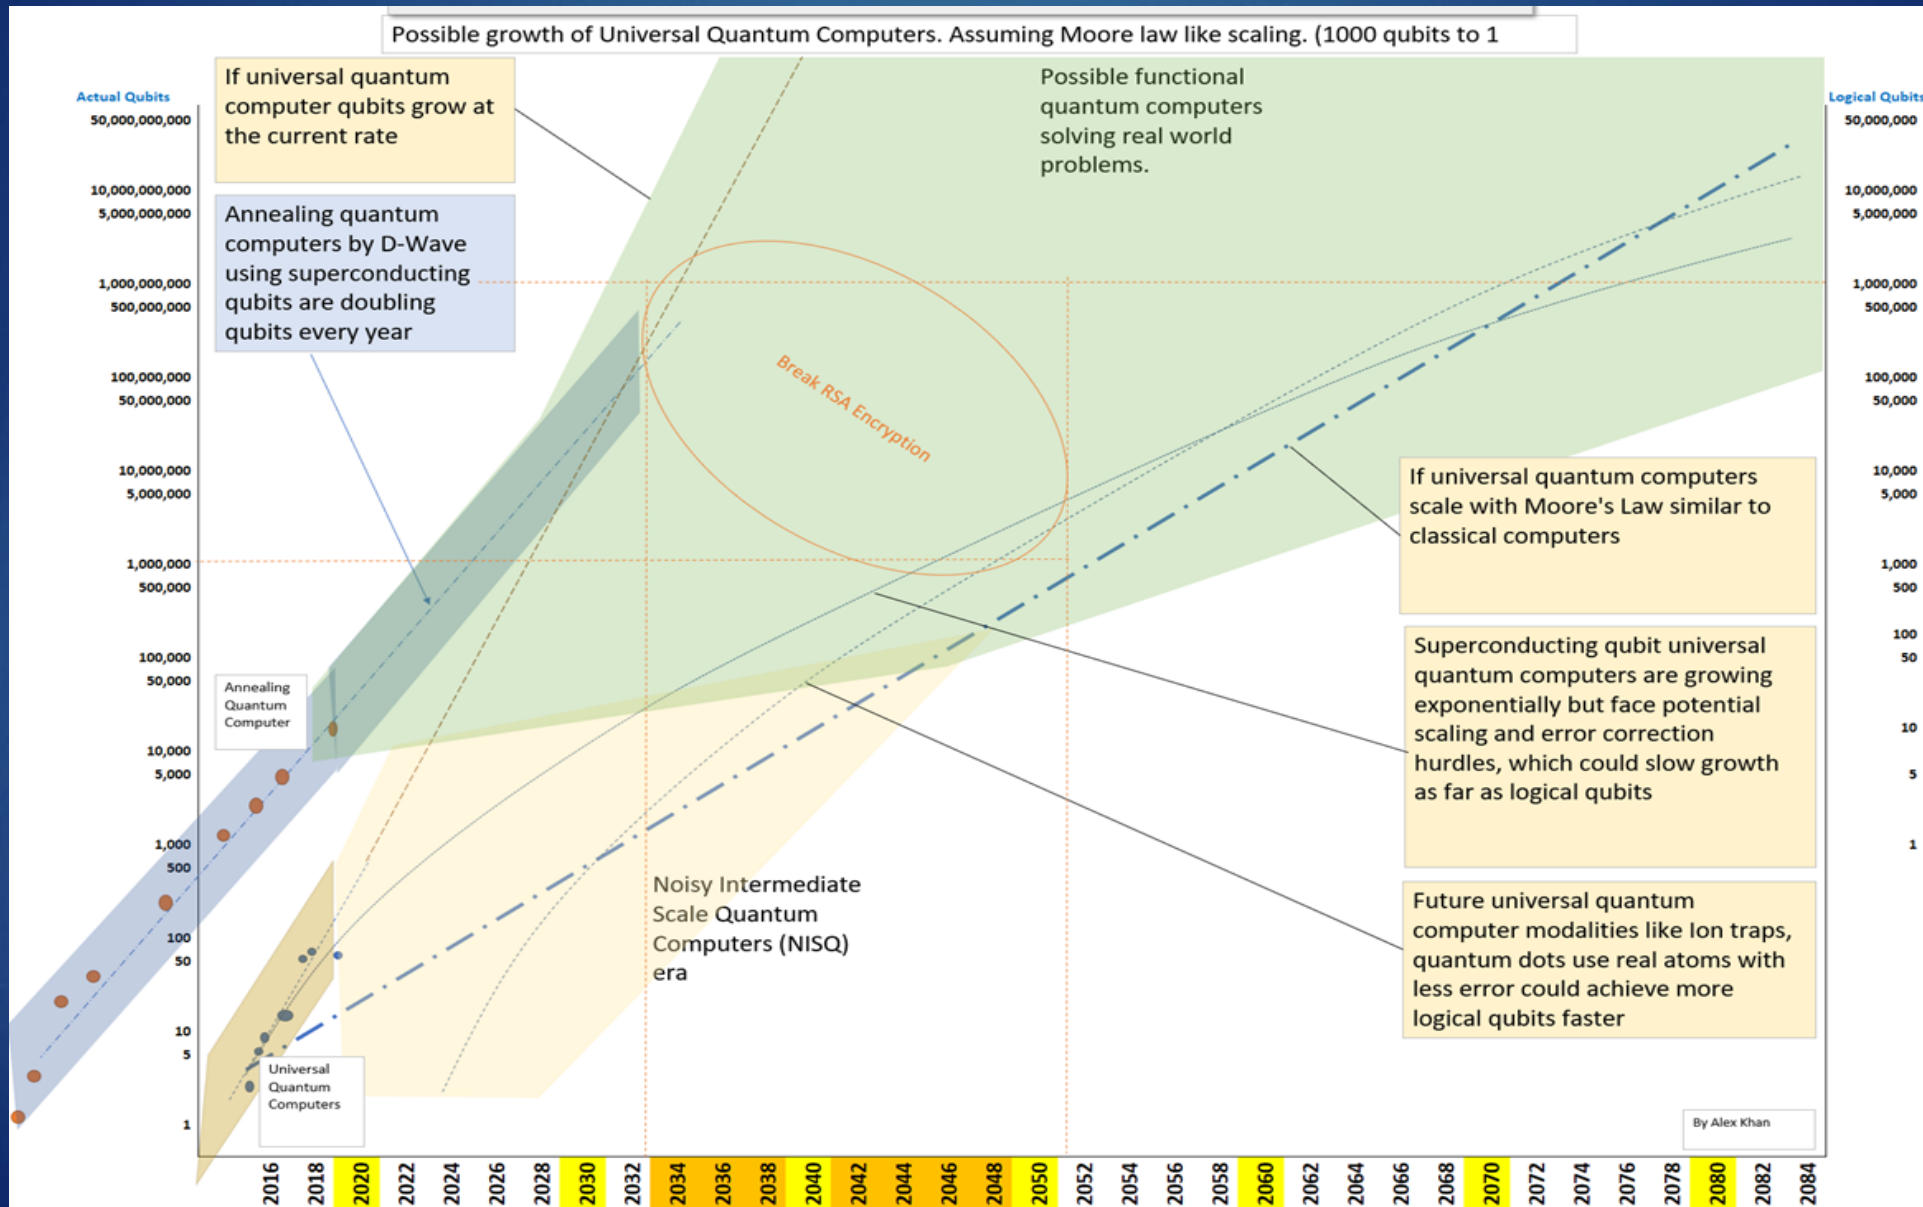 Possible growth of Universal Quantum Computers. Assuming Moore law like scaling. (1000 qubits to 1
If universal quantum
computer qubits grow at
the current rate
Possible functional
quantum computers
solving real world
problems.
Actual Qubits
Logical Qubits
50,000,000,000
10,000,000,000
5,000,000,000
1,000,000,000
500,000,000
100,000,000
50,000,000
10,000,000
5,000,000
1,000,000
500,000
100,000
50,000
10,000
5,000
1,000
500
100
50
10
5
1
Annealing quantum
computers by D-Wave
using superconducting
qubits are doubling
qubits every year
Break RSA Encryption
Annealing
Quantum
Computer
Universal
Quantum
Computers
Noisy Intermediate
Scale Quantum
Computers (NISQ)
era
50,000,000
10,000,000
5,000,000
1,000,000
500,000
100,000
50,000
10,000
5,000
1,000
500
100
50
10
5
1
If universal quantum computers
scale with Moore's Law similar to
classical computers
Superconducting qubit universal
quantum computers are growing
exponentially but face potential
scaling and error correction
hurdles, which could slow growth
as far as logical qubits
Future universal quantum
computer modalities like Ion traps,
quantum dots use real atoms with
less error could achieve more
logical qubits faster
By Alex Khan
2016
2018
2020
2022
2024
2026
2028
2030
2032
2034
2036
2038
2040
2042
2044
2046
2048
2050
2052
2054
2056
2058
2060
2062
2064
2066
2068
2070
2072
2074
2076
2078
2080
2082
2084